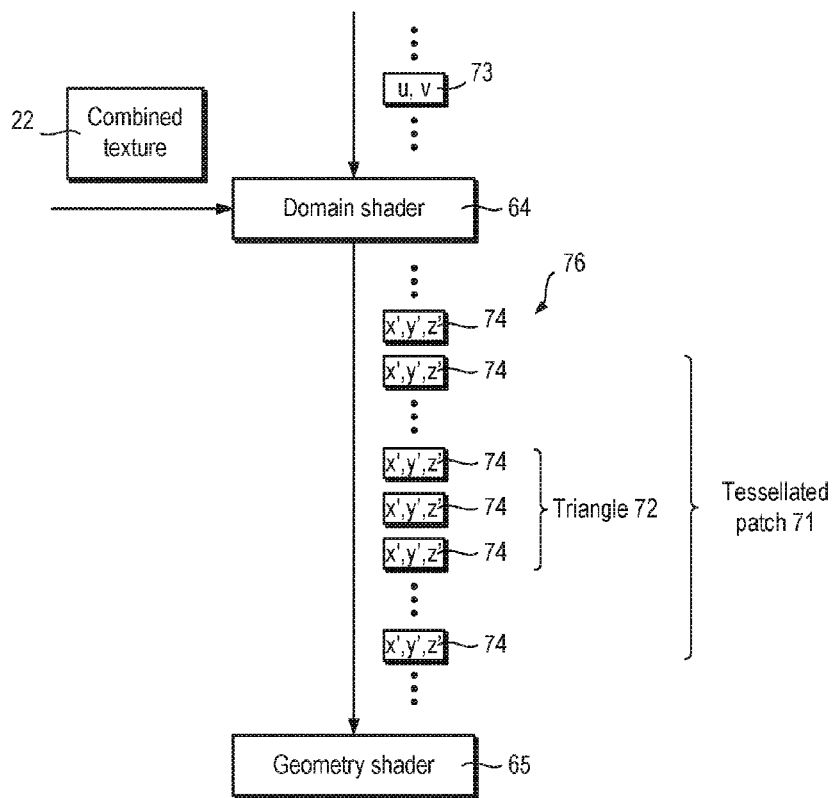 73
u, v
22
Combined
texture
Domain shader
64
76
x',y',z'
74
x',y',z'
74
x',y',z'
74
x',y',z'
74
x',y',z'
74
Triangle 72
Tessellated
patch 71
x',y',z'
74
Geometry shader
65